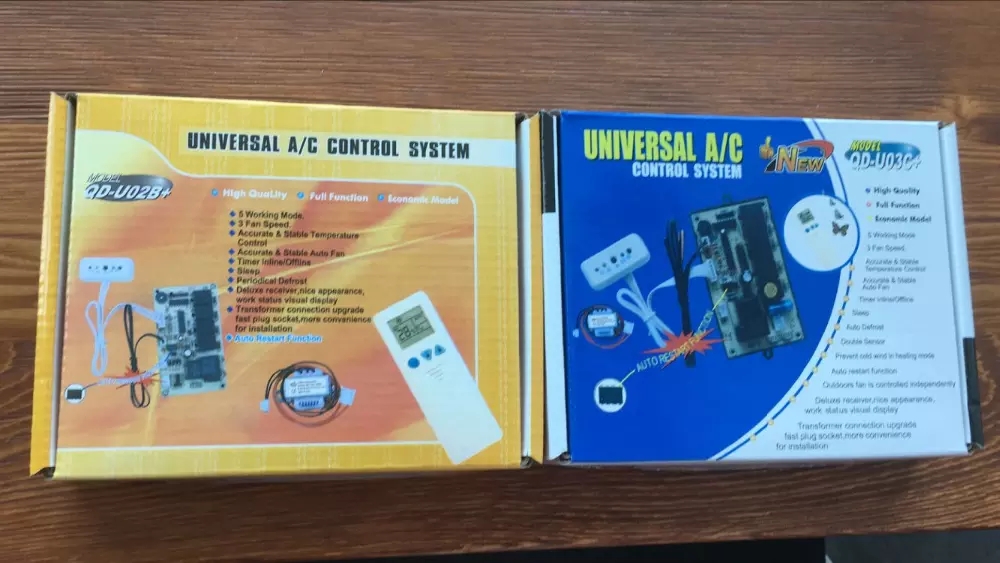 UNIVERSAL A/C CONTROL SYSTEM
MODEL
QD-U02B+
High Quality Full Function Economic Model
5 Working Mode.
3 Fan Speed.
Accurate & Stable Temperature
Control
Accurate & Stable Auto Fan
Timer Inline/Offline
Sleep.
Periodical Defrost
Deluxe receiver,nice appearance,
work status visual display
Transformer connection upgrade
fast plug socket,more convenience
for installation
Auto Restart Function
UNIVERSAL A/C
CONTROL SYSTEM
New
MODEL
QD-U03C+
High Quality
Full Function
Economic Model
5 Working Mode
3 Fan Speed.
Accurate & Stable
Temperature Control
Accurate & Stable
Auto Fan
Timer Inline/Offline
Sleep
Auto Defrost
Double Sensor
Prevent cold wind in heating mode
Auto restart function
Outdoors fan is controlled independently
Deluxe receiver,nice appearance,
work status visual display
Transformer connection upgrade
fast plug socket,more convenience
for installation
AUTO RESTART